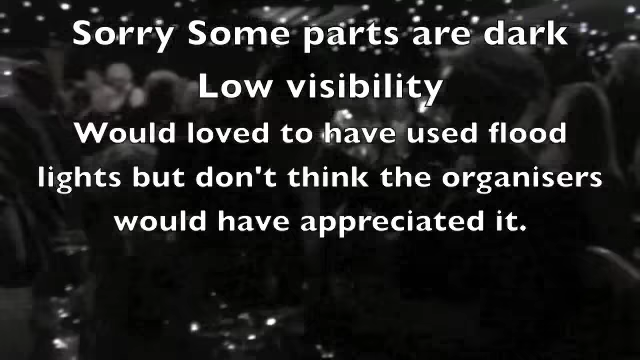 Sorry Some parts are dark
Low visibility
Would loved to have used flood
lights but don't think the organisers
would have appreciated it.